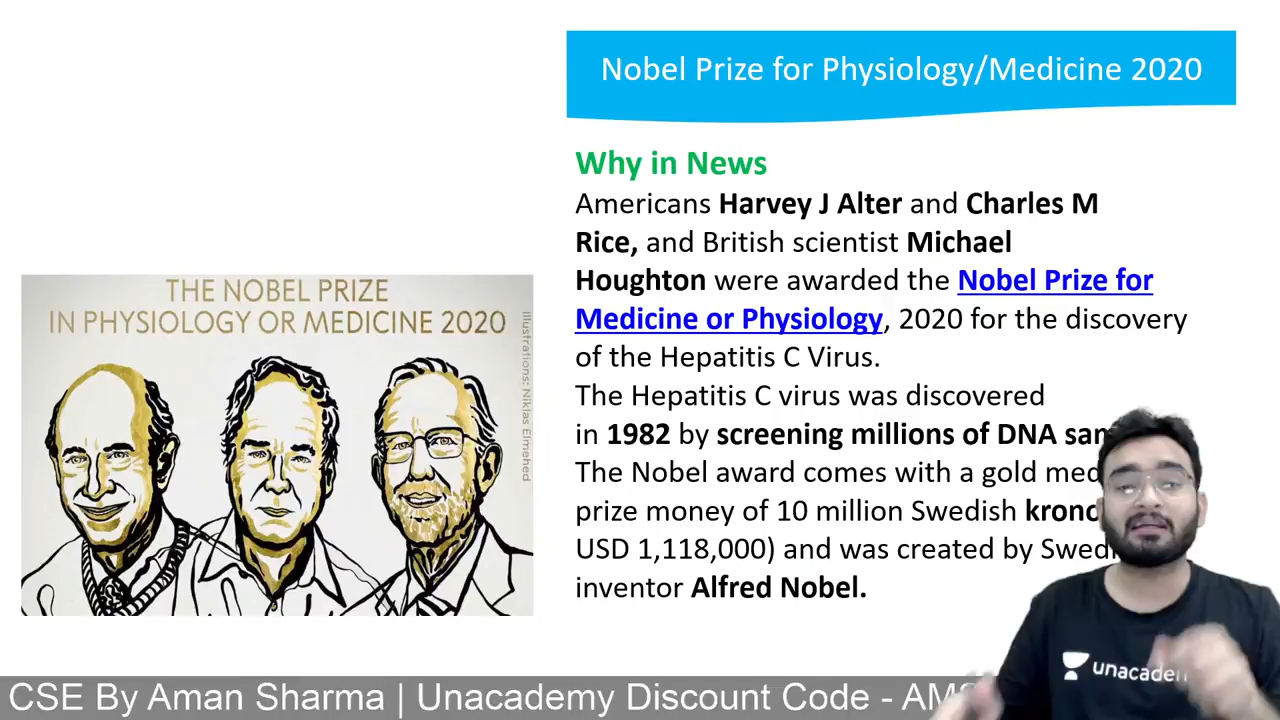 Nobel Prize for Physiology/Medicine 2020
Why in News
Americans Harvey J Alter and Charles M
Rice, and British scientist Michael
Houghton were awarded the Nobel Prize for
Medicine or Physiology, 2020 for the discovery
of the Hepatitis C Virus.
The Hepatitis C virus was discovered
in 1982 by screening millions of DNA
The Nobel award comes with a gold
prize money of 10 million Swedish
USD 1,118,000) and was created by
inventor Alfred Nobel.
THE NOBEL PRIZE
IN PHYSIOLOGY OR MEDICINE 2020
Illustrations: Niklas Elmehed
unacademy
CSE By Aman Sharma | Unacademy Discount Code -